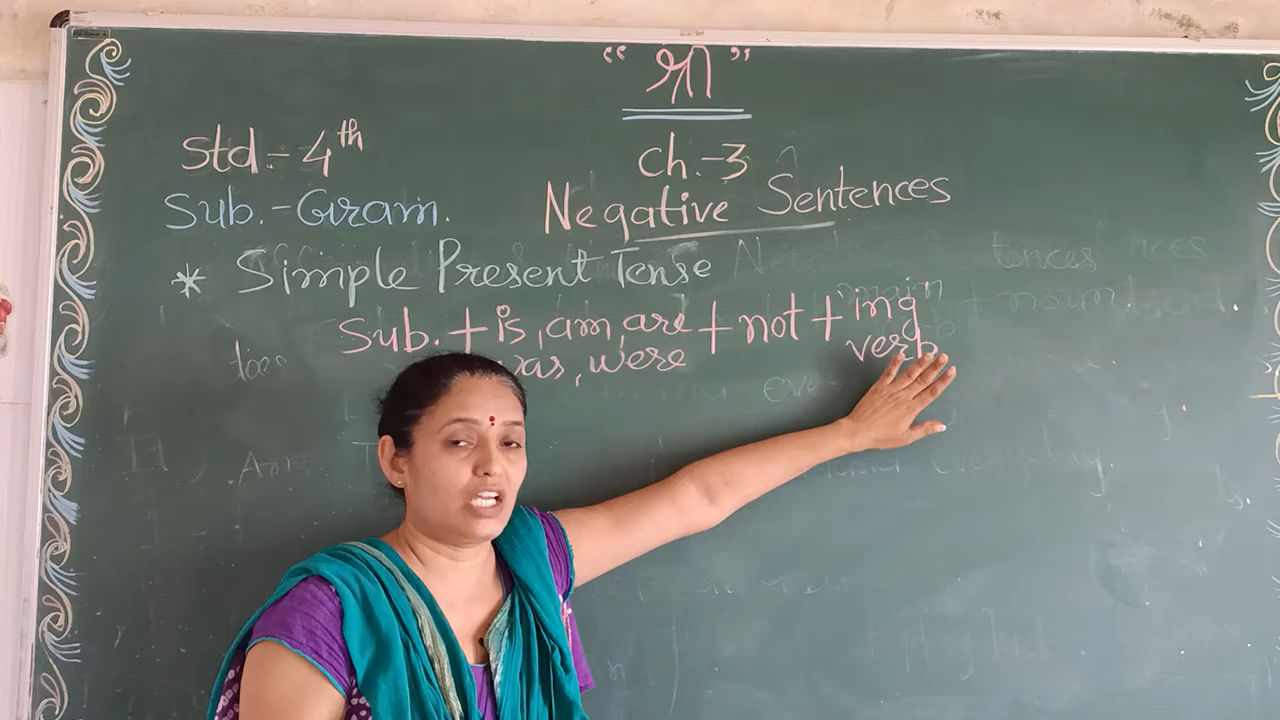 “ श्री ”
Std.- 4th
Ch.-3
Sub.-Gram.
Negative Sentences
* Simple Present Tense
Sub. + is, am, are + not + "ing"
was, were verb